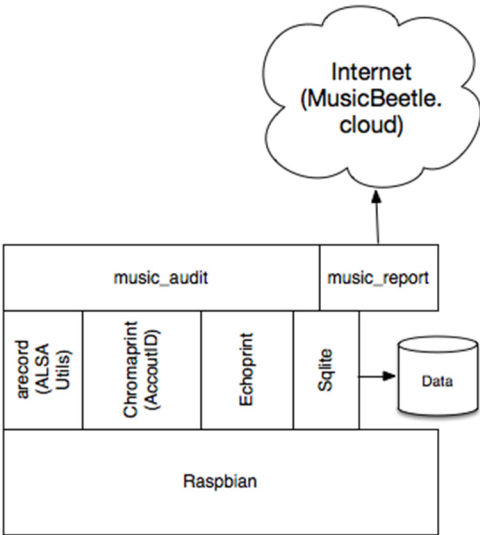 Internet
(MusicBeetle.
cloud)
music_audit
music_report
arecord
(ALSA
Utils)
Chromaprint
(AccoutID)
Echoprint
Sqlite
Data
Raspbian